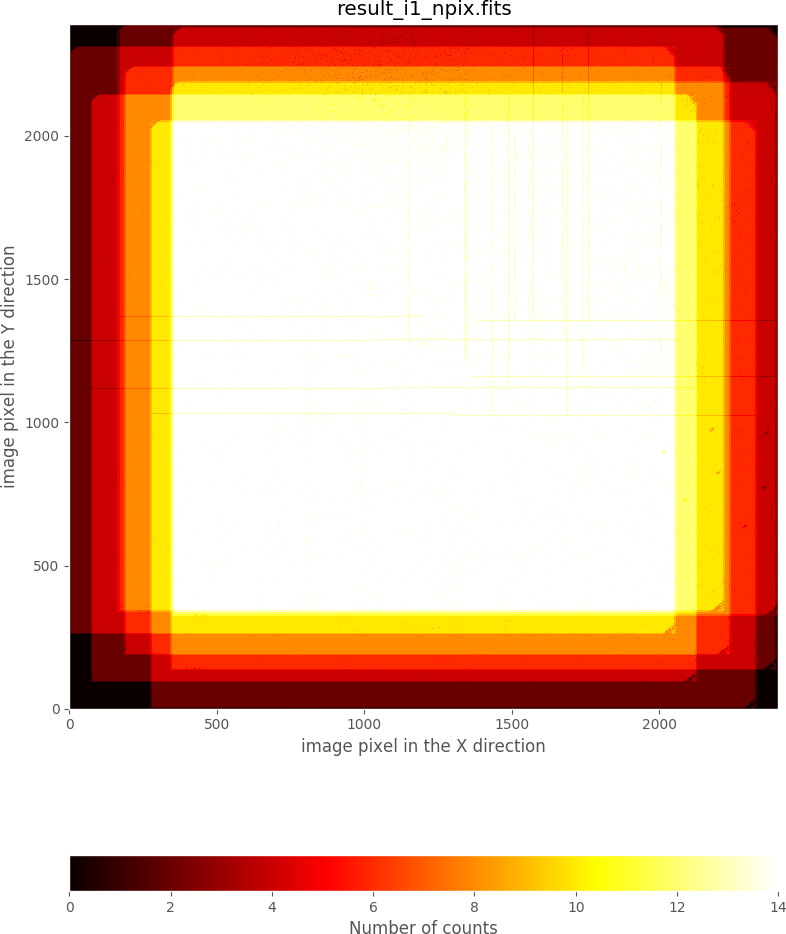 result_i1_npix.fits
image pixel in the Y direction
2000
1500
1000
500
0
0 500 1000 1500 2000
image pixel in the X direction
0 2 4 6 8 10 12 14
Number of counts